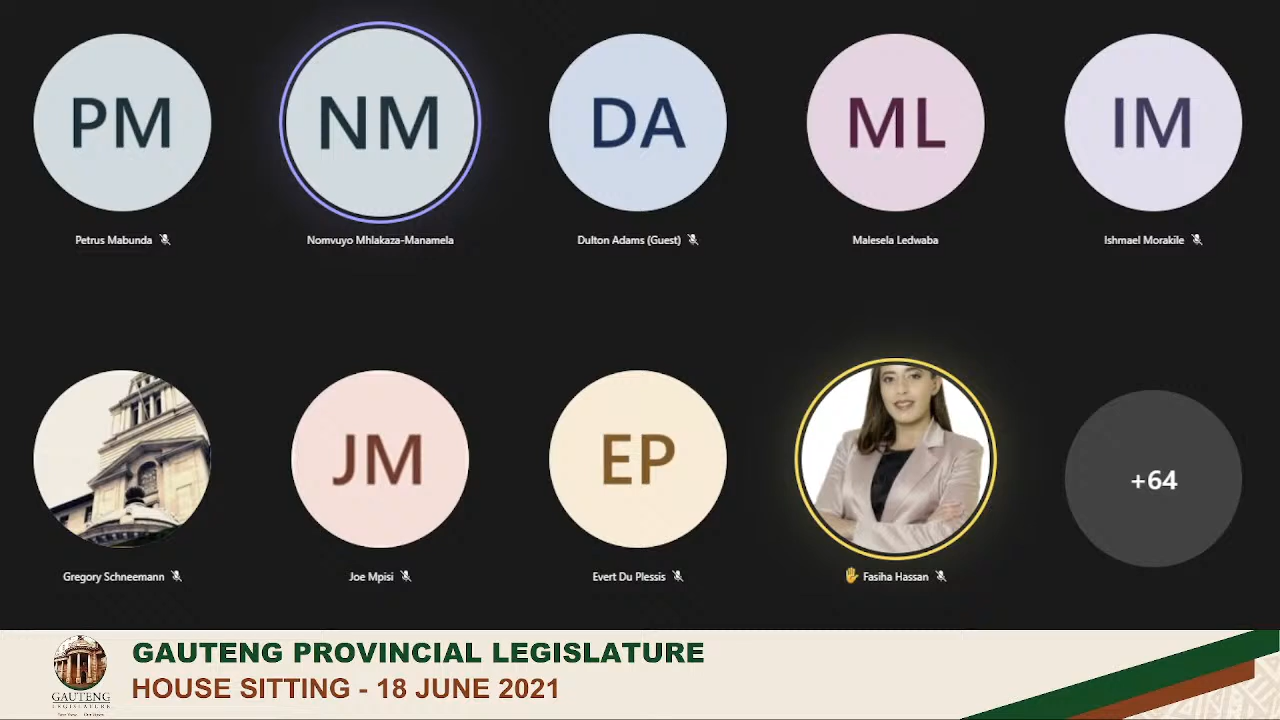 PM
NM
DA
ML
IM
Petrus Mabunda
Nomvuyo Mhlakaza-Manamela
Dulton Adams (Guest)
Malesela Ledwaba
Ishmael Morakile
JM
EP
+64
Gregory Schneemann
Joe Mpisi
Evert Du Plessis
Fasiha Hassan
GAUTENG PROVINCIAL LEGISLATURE
HOUSE SITTING - 18 JUNE 2021
GAUTENG
LEGISLATURE